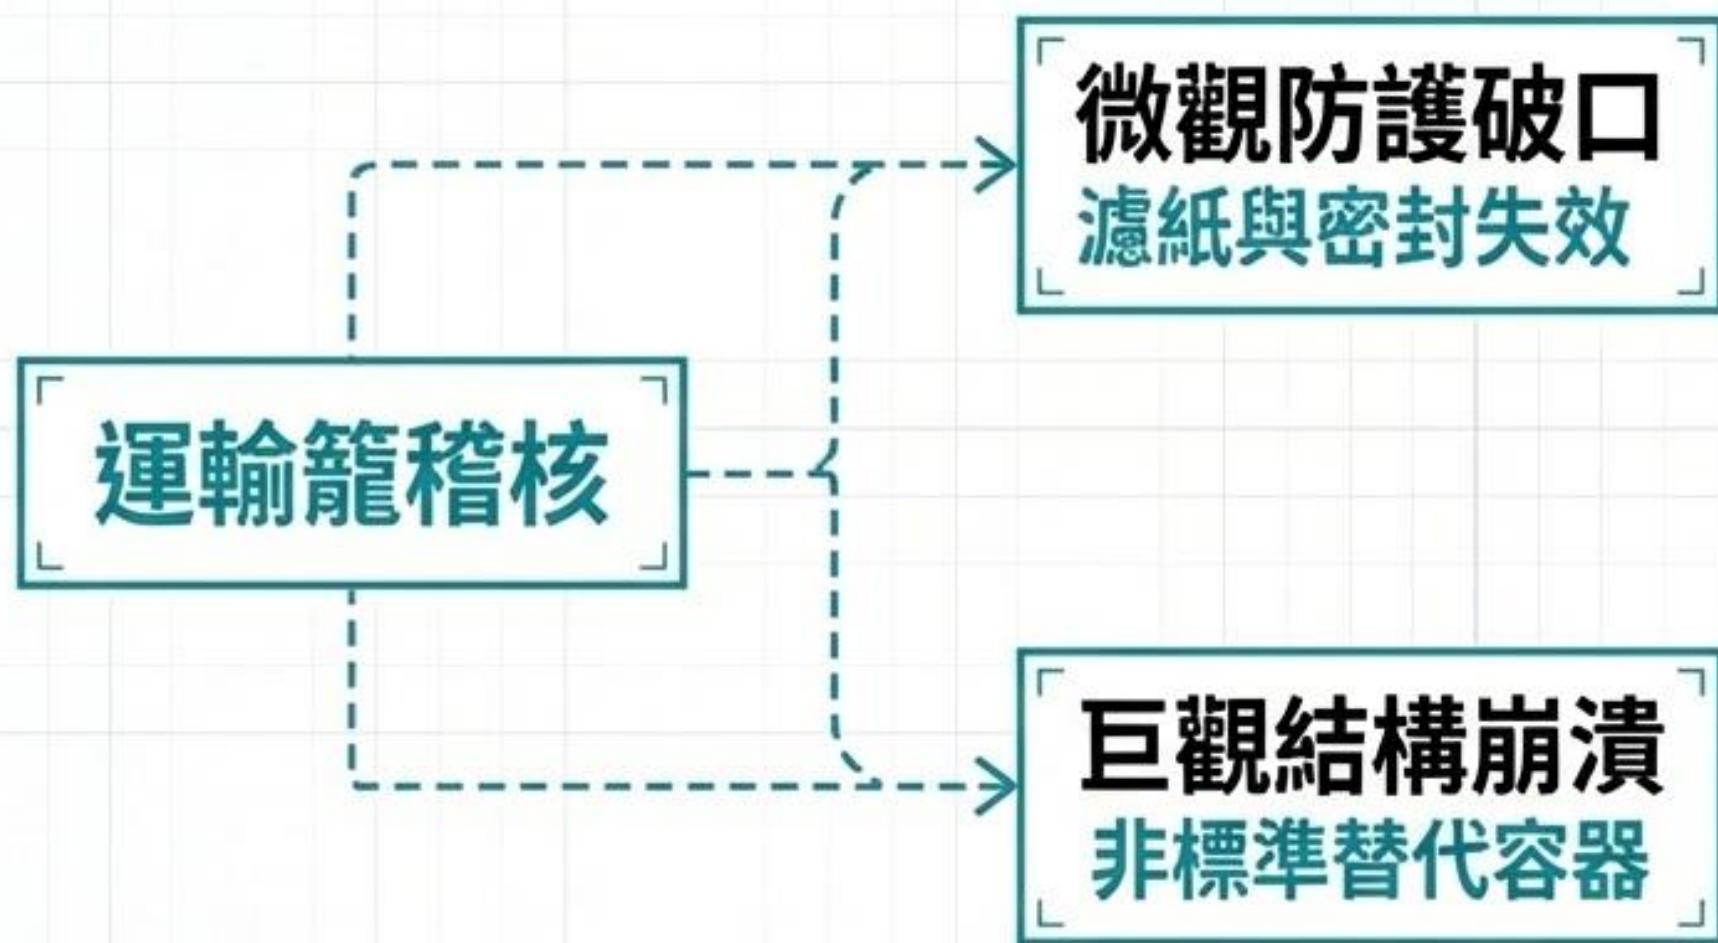 微觀防護破口
濾紙與密封失效
運輸籠稽核
巨觀結構崩潰
非標準替代容器